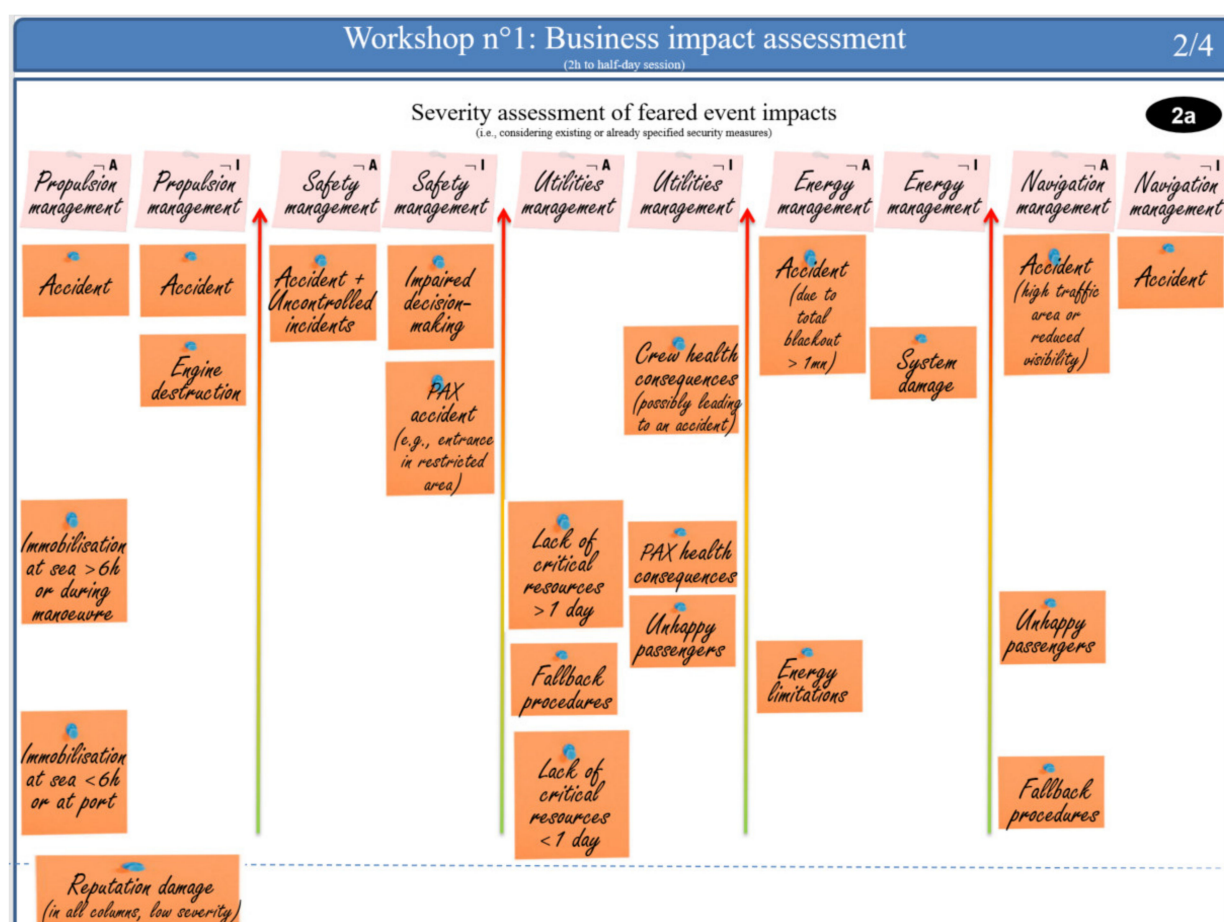 Workshop n°1: Business impact assessment
(2h to half-day session)
2/4
Severity assessment of feared event impacts
(i.e., considering existing or already specified security measures)
2a
¬ A
Propulsion
management
¬ I
Propulsion
management
¬ A
Safety
management
¬ I
Safety
management
¬ A
Utilities
management
¬ I
Utilities
management
¬ A
Energy
management
¬ I
Energy
management
¬ A
Navigation
management
¬ I
Navigation
management
Accident
Immobilisation
at sea >6h
or during
manoeuvre
Immobilisation
at sea <6h
or at port
Accident
Engine
destruction
Accident +
Uncontrolled
incidents
Impaired
decision-
making
PAX
accident
(e.g., entrance
in restricted
area)
Lack of
critical
resources
> 1 day
Fallback
procedures
Lack of
critical
resources
< 1 day
Crew health
consequences
(possibly leading
to an accident)
PAX health
consequences
Unhappy
passengers
Accident
(due to
total
blackout
> 1mn)
Energy
limitations
System
damage
Accident
(high traffic
area or
reduced
visibility)
Unhappy
passengers
Fallback
procedures
Accident
Reputation damage
(in all columns, low severity)